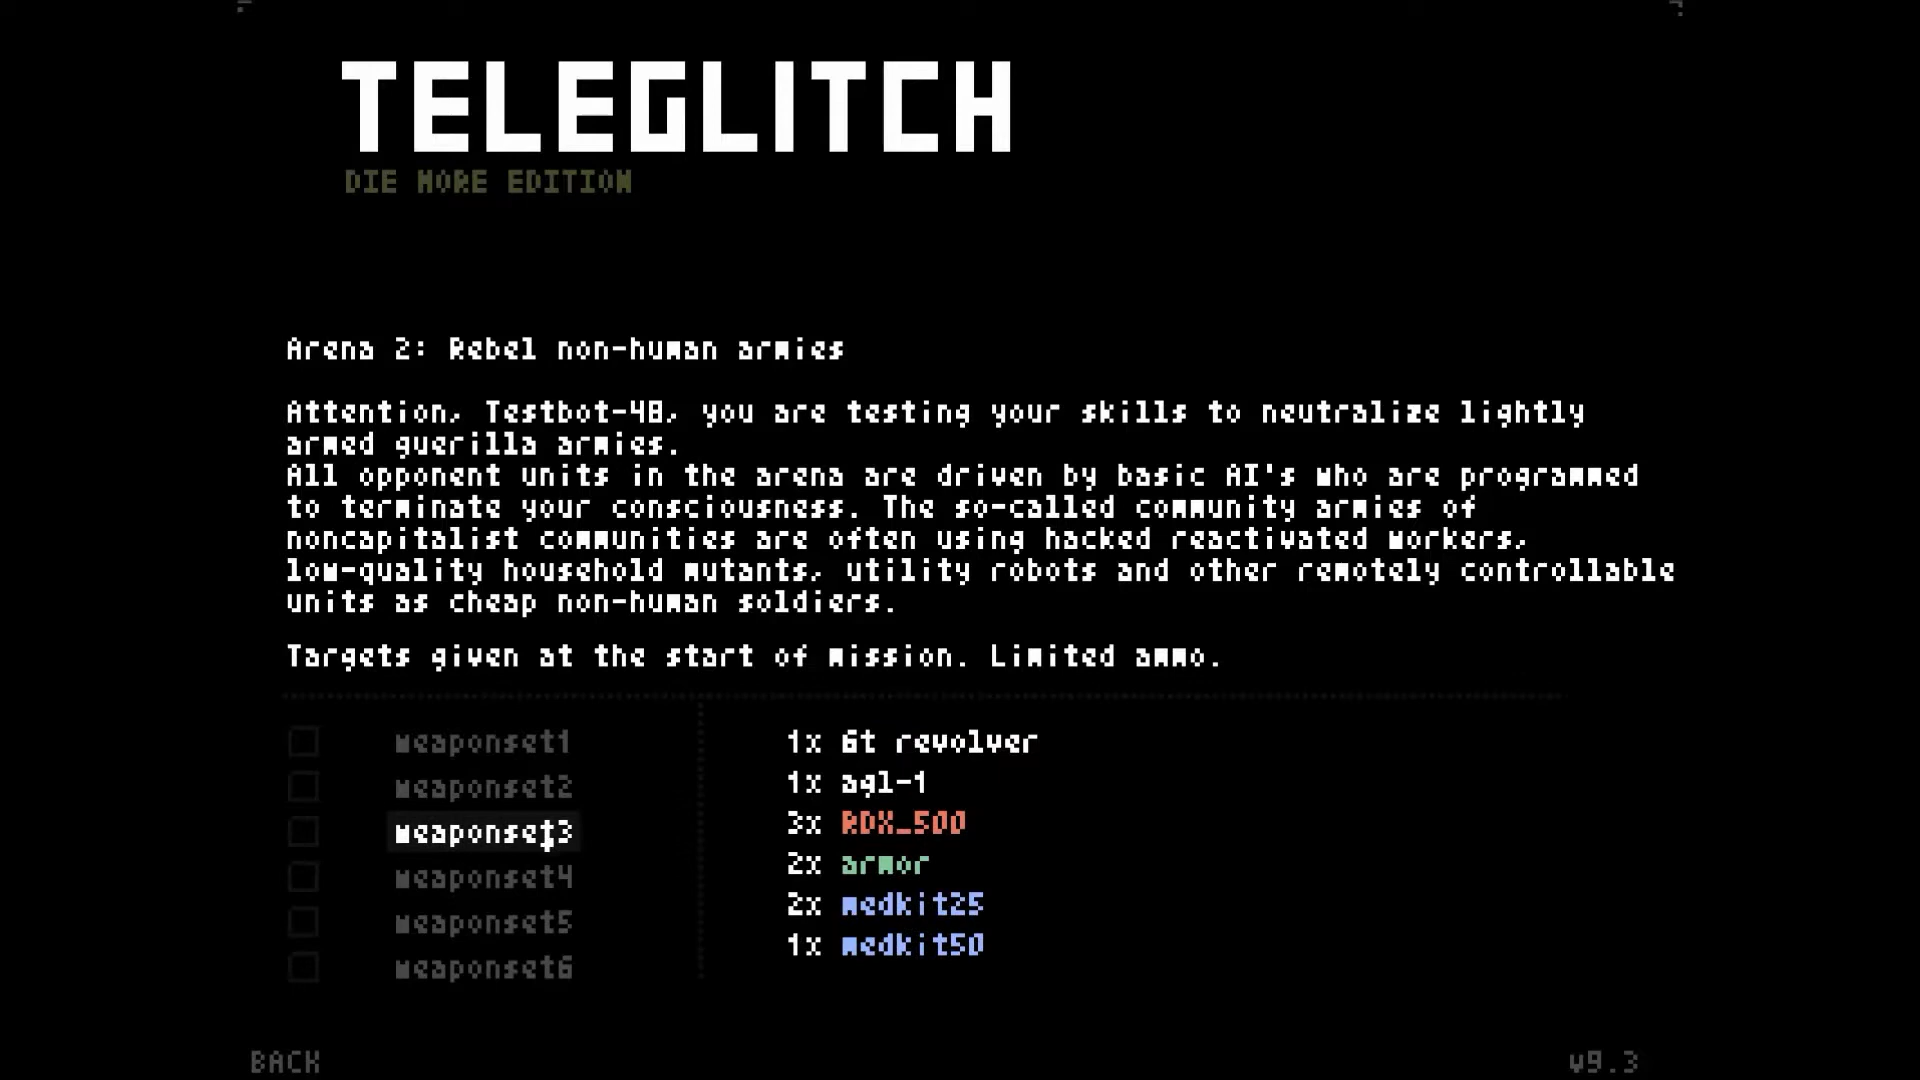 TELEGLITCH
DIE MORE EDITION
Arena 2: Rebel non-human armies
Attention, Testbot-48, you are testing your skills to neutralize lightly
armed guerilla armies.
All opponent units in the arena are driven by basic AI's who are programmed
to terminate your consciousness. The so-called community armies of
noncapitalist communities are often using hacked reactivated workers,
low-quality household mutants, utility robots and other remotely controllable
units as cheap non-human soldiers.
Targets given at the start of mission. Limited ammo.
weaponset1
weaponset2
weaponset3
weaponset4
weaponset5
weaponset6
1x 6t revolver
1x agl-1
3x RDX_500
2x armor
2x medkit25
1x medkit50
BACK
v9.3